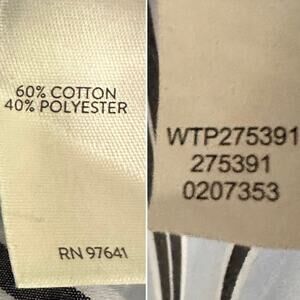 60% COTTON
40% POLYESTER
RN 97641
WTP275391
275391
0207353